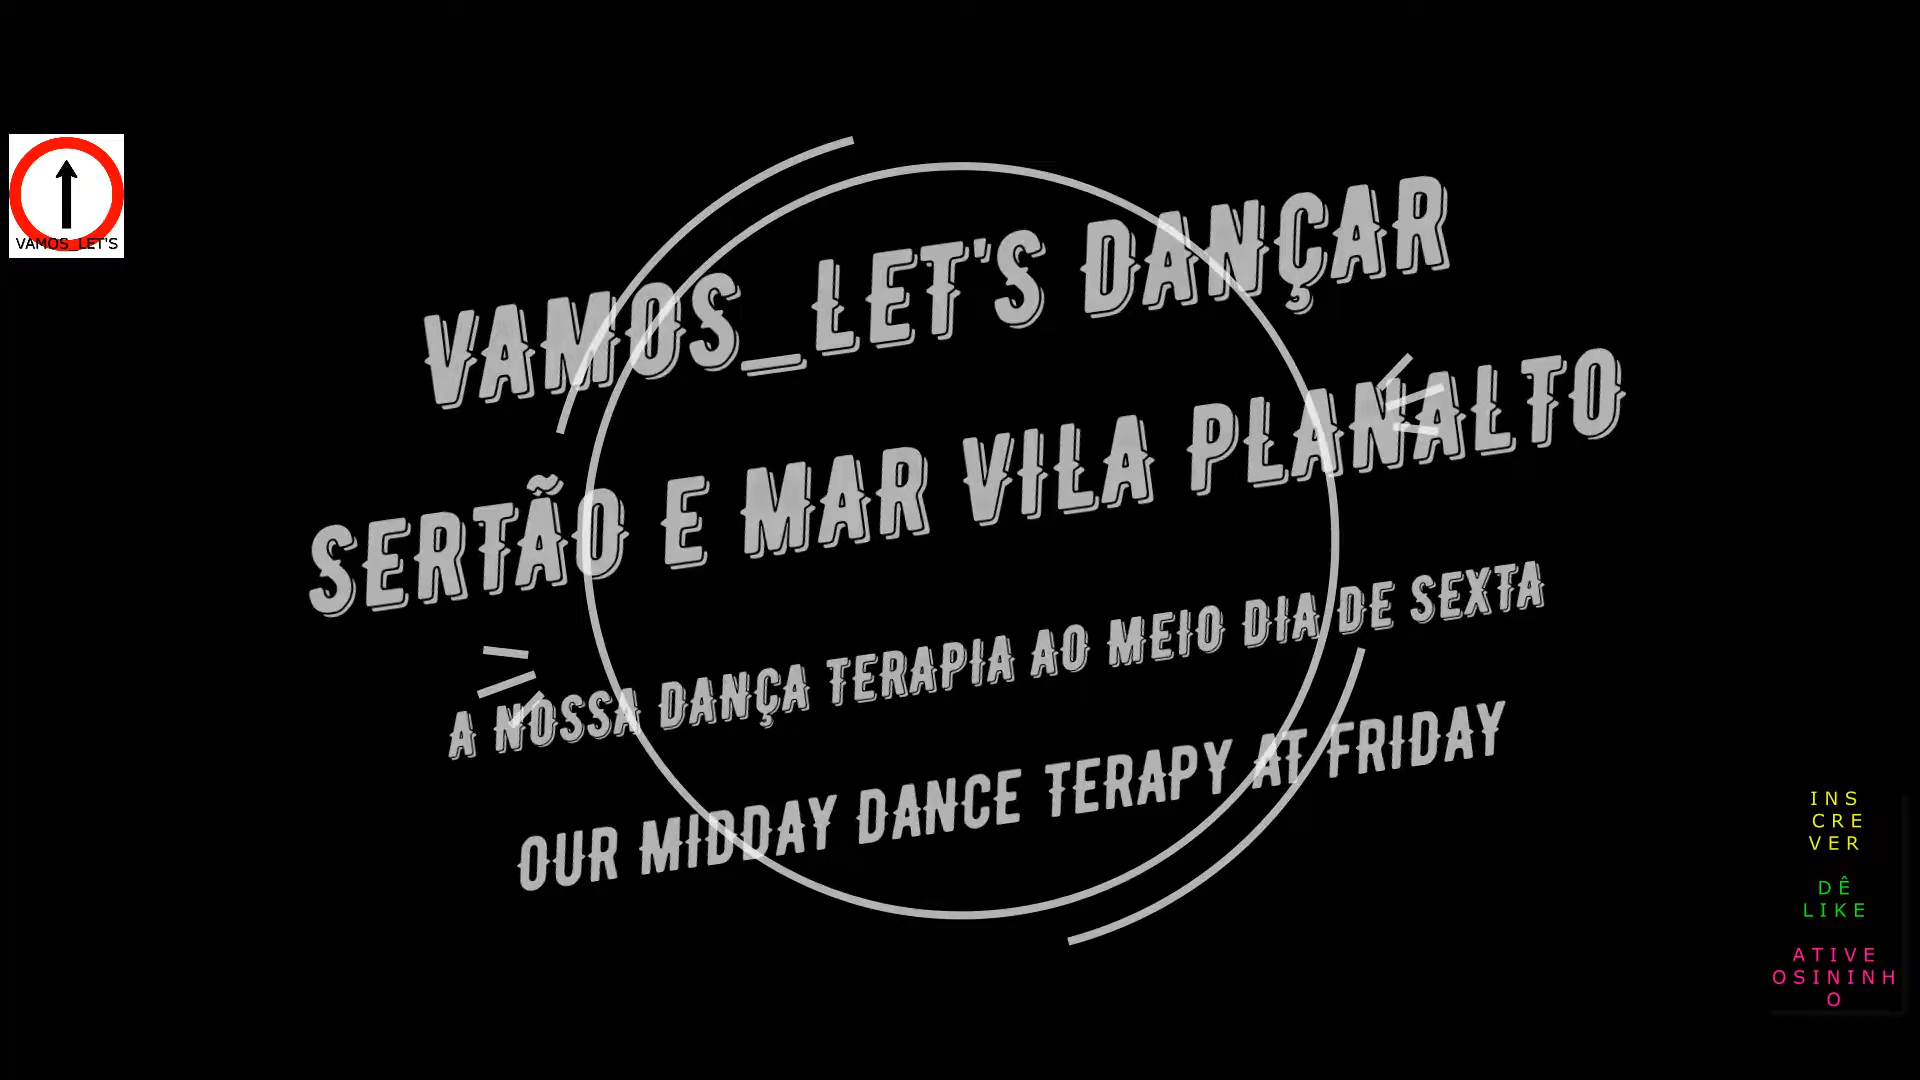 VAMOS_LET'S
VAMOS_LET'S DANÇAR
SERTÃO E MAR VILA PLANALTO
A NOSSA DANÇA TERAPIA AO MEIO DIA DE SEXTA
OUR MIDDAY DANCE TERAPY AT FRIDAY
INS
CRE
VER
DÊ
LIKE
ATIVE
OSININH
O